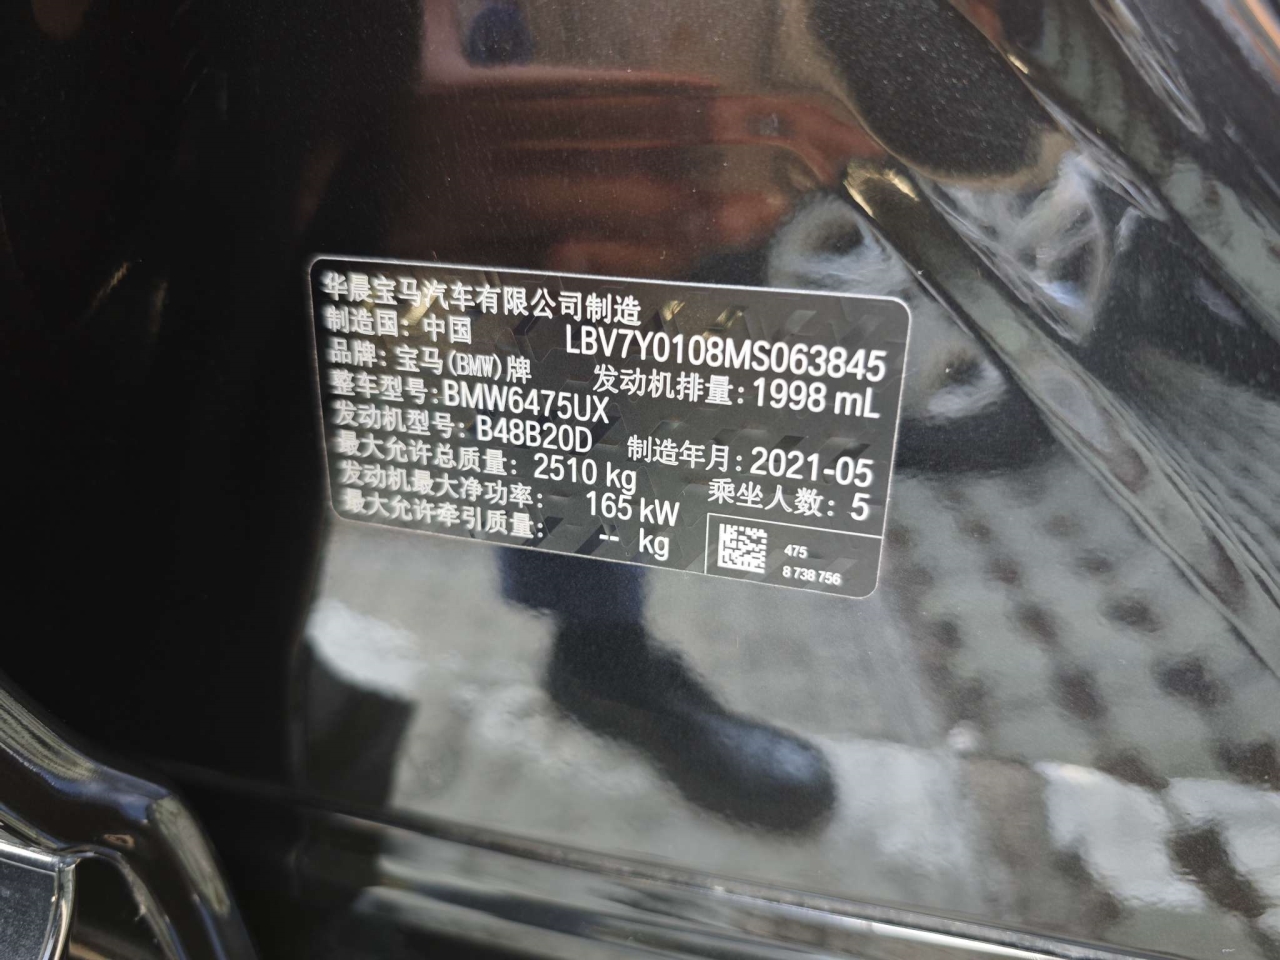 华晨宝马汽车有限公司制造
制造国: 中国 LBV7Y0108MS063845
品牌: 宝马(BMW)牌 发动机排量: 1998 mL
整车型号: BMW6475UX
发动机型号: B48B20D 制造年月: 2021-05
最大允许总质量: 2510 kg 乘坐人数: 5
发动机最大净功率: 165 kW
最大允许牵引质量: -- kg
475
8 738 756